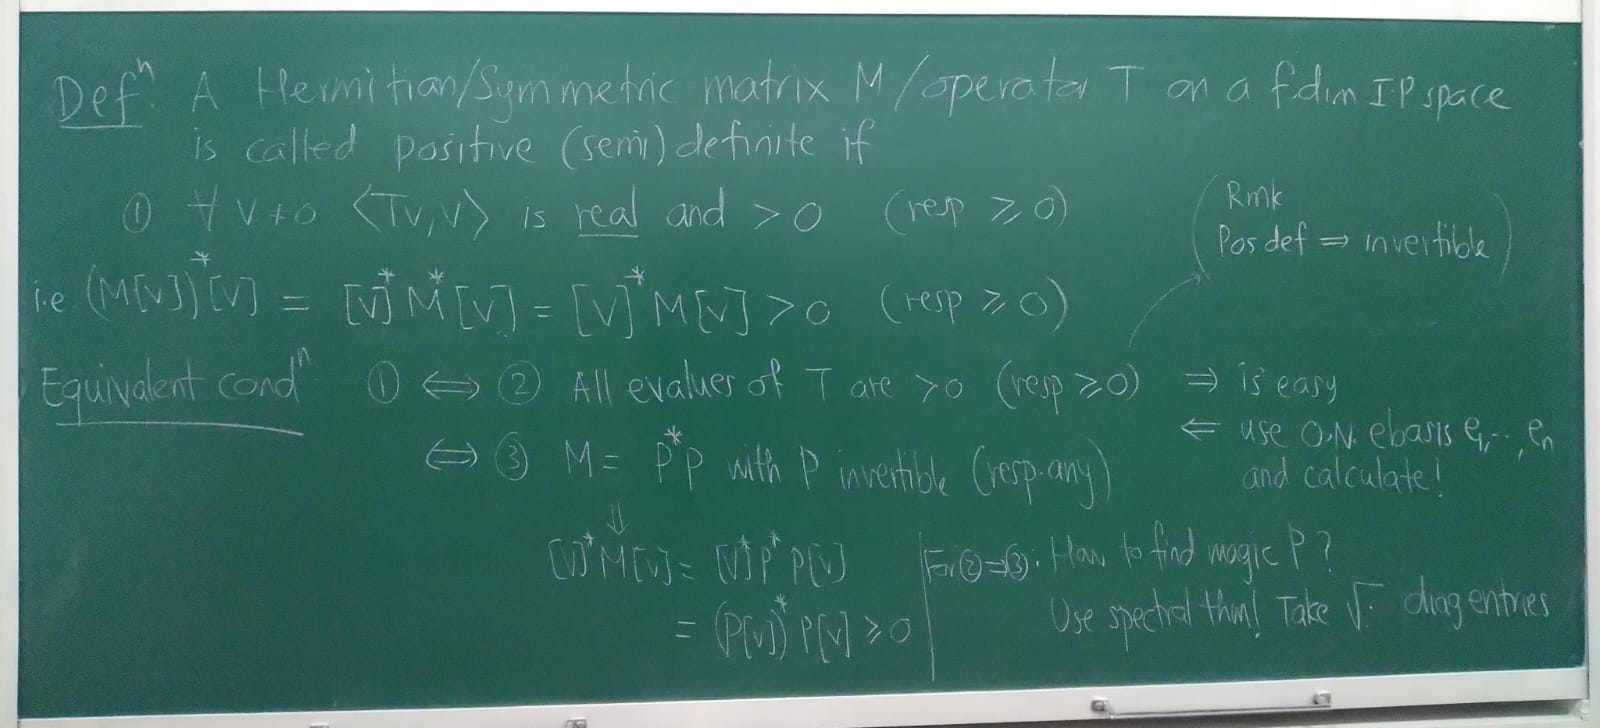 Defⁿ A Hermitian/Symmetric matrix M/operator T on a f.dim I.P space
is called positive (semi) definite if
① ∀ v≠0 ⟨Tv,v⟩ is real and >0 (resp ⩾0)
(Rmk
Pos def ⇒ invertible)
i.e (M[v])*[v] = [v]*M*[v] = [v]*M[v] >0 (resp ⩾0)
Equivalent condⁿ ① ⇔ ② All evalues of T are >0 (resp ⩾0) ⇒ is easy
⇐ use O.N. ebasis e₁,..,eₙ
and calculate!
⇔ ③ M = P*P with P invertible (resp. any)
⇓
[v]*M[v] = [v]*P*P[v]
= (P[v])*P[v] ⩾0
For ②⇒③: How to find magic P?
Use spectral thm! Take √· diag entries